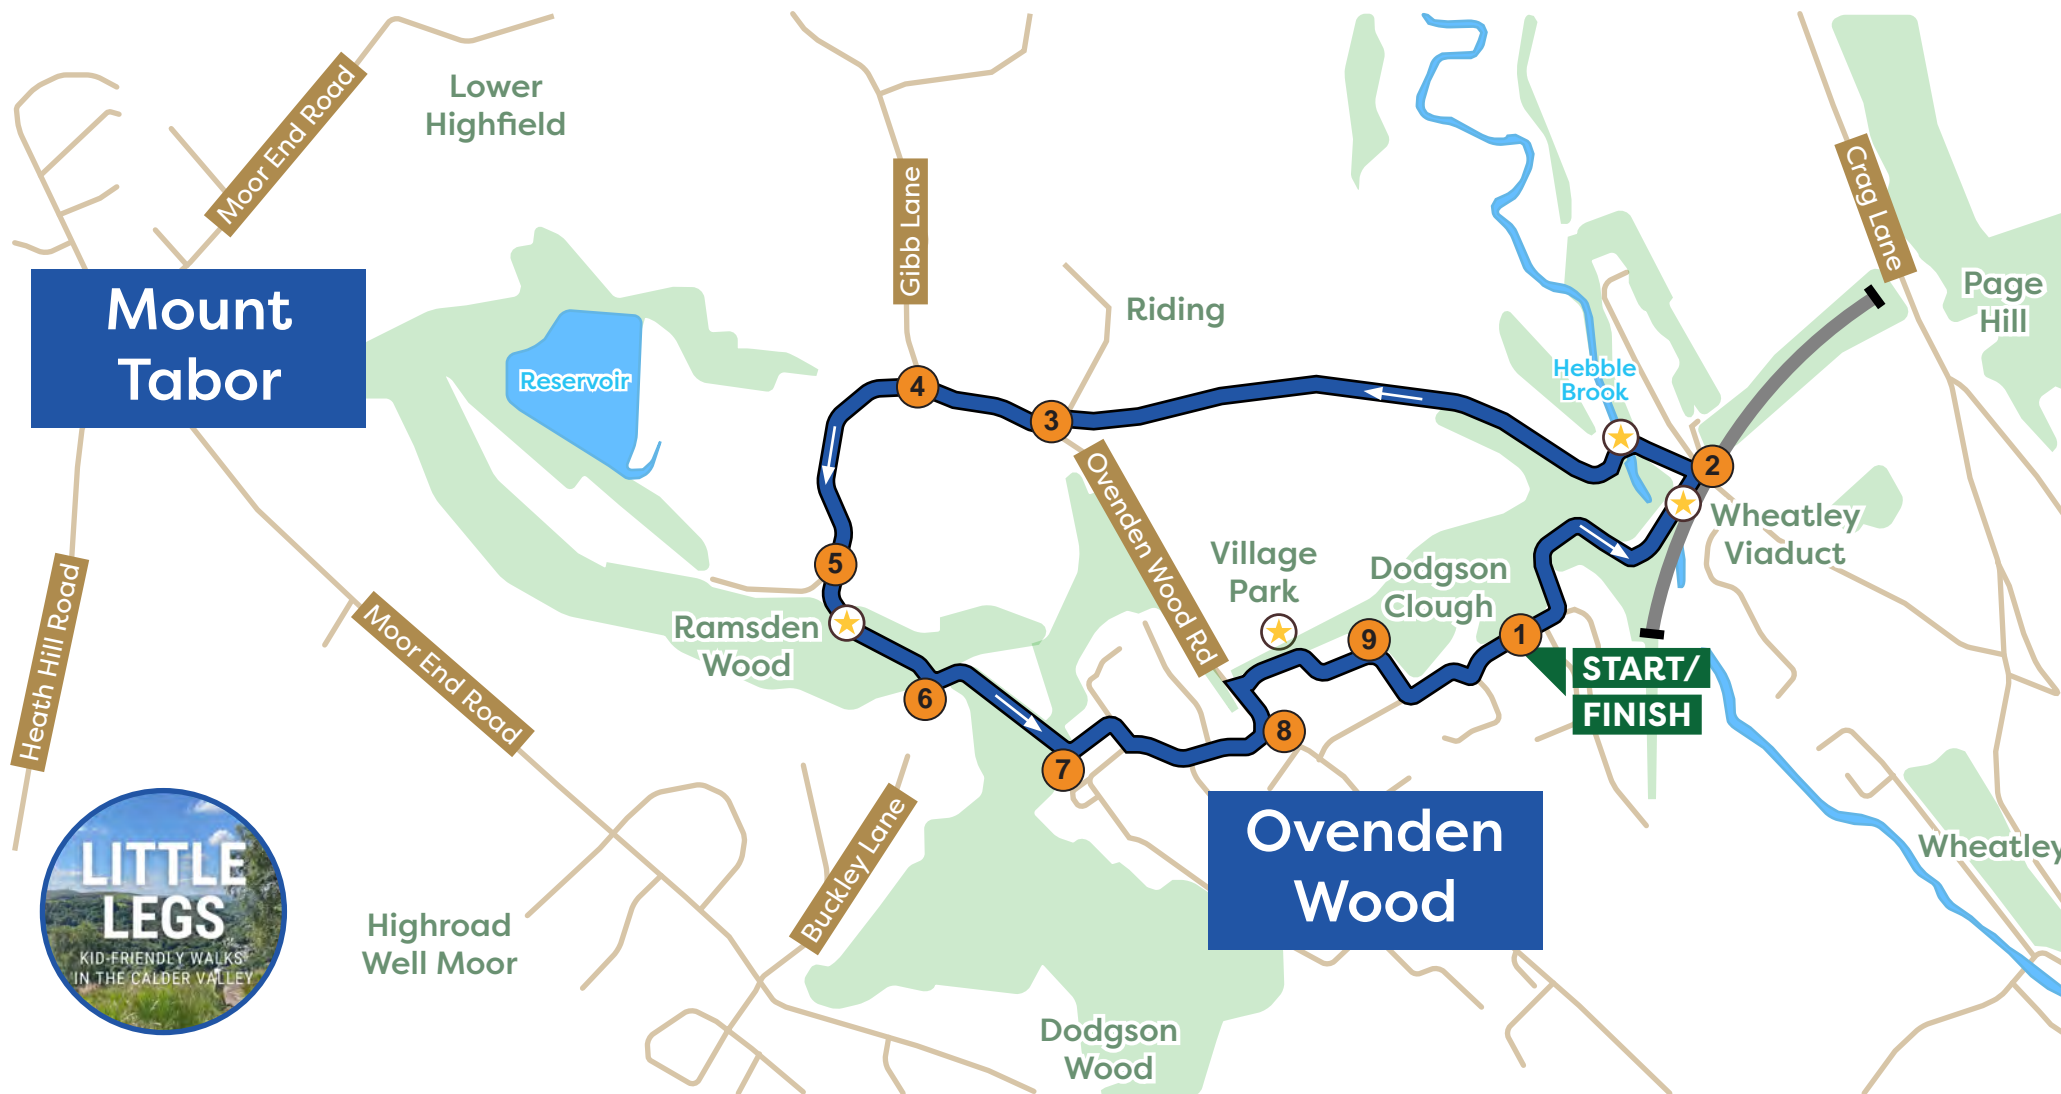 Lower
Highfield
Moor End Road
Gibb Lane
Crag Lane
Mount
Tabor
Riding
Page
Hill
Reservoir
Hebble
Brook
Ovenden Wood Rd
Wheatley
Viaduct
Village
Park
Dodgson
Clough
Ramsden
Wood
Heath Hill Road
Moor End Road
1
2
3
4
5
6
7
8
9
START/
FINISH
Buckley Lane
Ovenden
Wood
Wheatley
Highroad
Well Moor
Dodgson
Wood
LITTLE
LEGS
KID-FRIENDLY WALKS
IN THE CALDER VALLEY